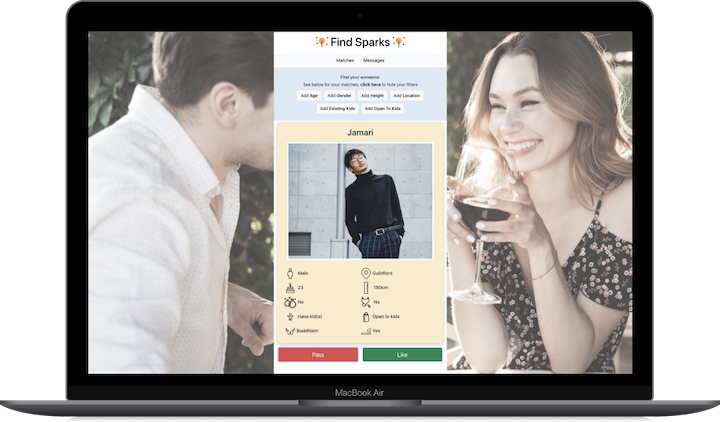 Find Sparks
Matches Messages
Find your someone:
See below for your matches, click here to hide your filters
Add Age Add Gender Add Height Add Location
Add Existing Kids Add Open To Kids
Jamari
Male Guildford
23 180cm
No No
Have kid(s) Open to kids
Buddhism Yes
Pass Like
MacBook Air